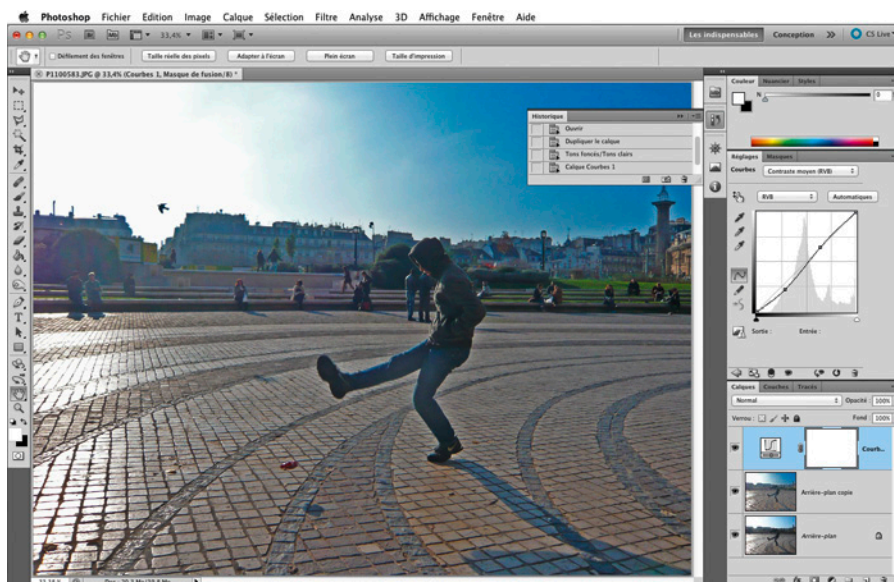 Photoshop Fichier Edition Image Calque Sélection Filtre Analyse 3D Affichage Fenêtre Aide
Ps Br Mb 33,4% Les indispensables Conception CS Live
Défilement des fenêtres Taille réelle des pixels Adapter à l'écran Plein écran Taille d'impression
P1100583.JPG @ 33,4% (Courbes 1, Masque de fusion/8) *
Couleur Nuancier Styles
N 0
Historique
Ouvrir
Dupliquer le calque
Tons foncés/Tons clairs
Calque Courbes 1
Réglages Masques
Courbes Contraste moyen (RVB)
RVB Automatiques
Sortie : Entrée :
Calques Couches Tracés
Normal Opacité : 100%
Verrou : Fond 100%
Courb...
Arrière-plan copie
Arrière-plan